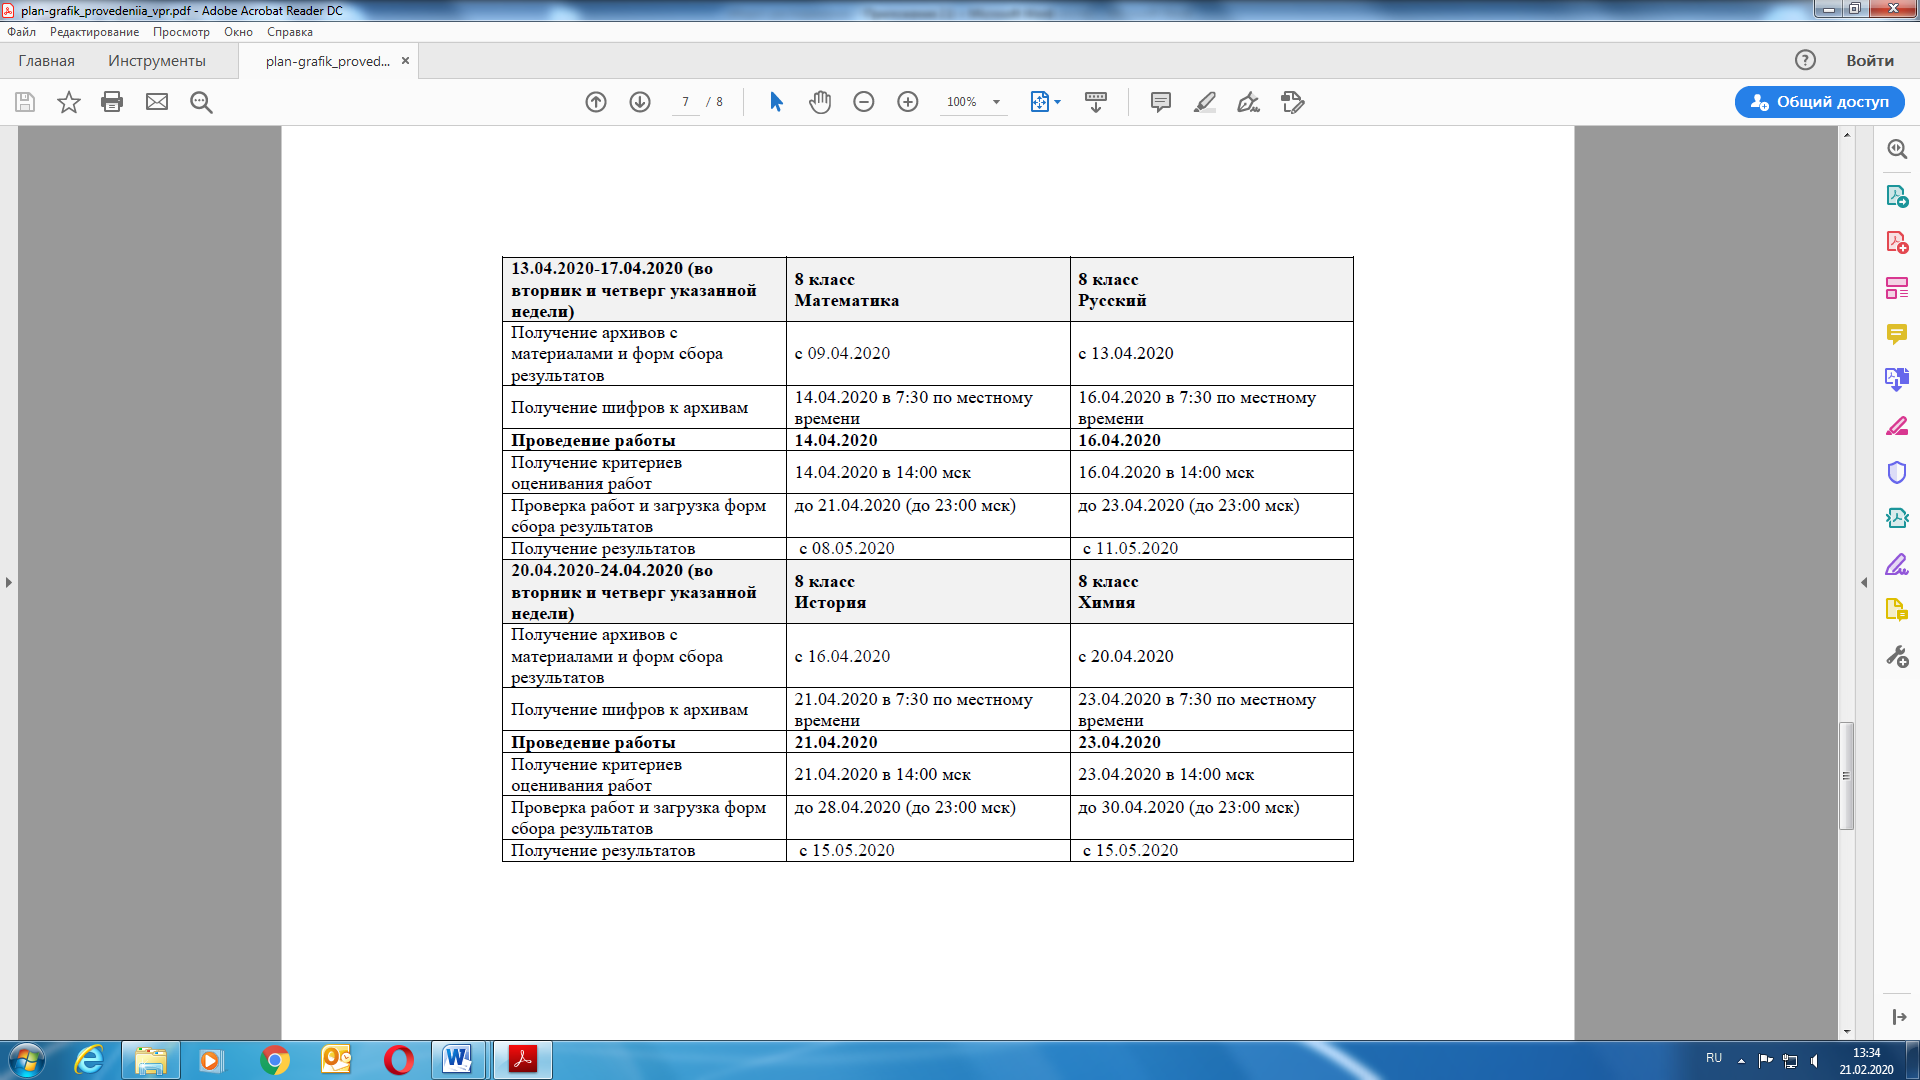 plan-grafik_provedeniia_vpr.pdf - Adobe Acrobat Reader DC
Файл Редактирование Просмотр Окно Справка
Главная Инструменты plan-grafik_proved... ×
? Войти
7 / 8 100% Общий доступ
13.04.2020-17.04.2020 (во
вторник и четверг указанной
недели)
8 класс
Математика
8 класс
Русский
Получение архивов с
материалами и форм сбора
результатов
с 09.04.2020
с 13.04.2020
Получение шифров к архивам
14.04.2020 в 7:30 по местному
времени
16.04.2020 в 7:30 по местному
времени
Проведение работы
14.04.2020
16.04.2020
Получение критериев
оценивания работ
14.04.2020 в 14:00 мск
16.04.2020 в 14:00 мск
Проверка работ и загрузка форм
сбора результатов
до 21.04.2020 (до 23:00 мск)
до 23.04.2020 (до 23:00 мск)
Получение результатов
с 08.05.2020
с 11.05.2020
20.04.2020-24.04.2020 (во
вторник и четверг указанной
недели)
8 класс
История
8 класс
Химия
Получение архивов с
материалами и форм сбора
результатов
с 16.04.2020
с 20.04.2020
Получение шифров к архивам
21.04.2020 в 7:30 по местному
времени
23.04.2020 в 7:30 по местному
времени
Проведение работы
21.04.2020
23.04.2020
Получение критериев
оценивания работ
21.04.2020 в 14:00 мск
23.04.2020 в 14:00 мск
Проверка работ и загрузка форм
сбора результатов
до 28.04.2020 (до 23:00 мск)
до 30.04.2020 (до 23:00 мск)
Получение результатов
с 15.05.2020
с 15.05.2020
RU
13:34
21.02.2020